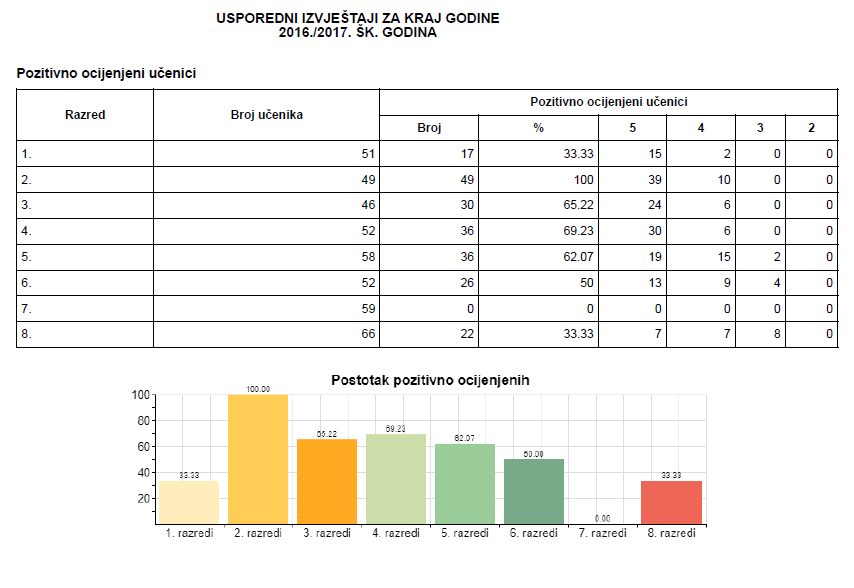 USPOREDNI IZVJEŠTAJI ZA KRAJ GODINE
2016./2017. ŠK. GODINA
Pozitivno ocijenjeni učenici
Razred Broj učenika Pozitivno ocijenjeni učenici
Broj % 5 4 3 2
1. 51 17 33.33 15 2 0 0
2. 49 49 100 39 10 0 0
3. 46 30 65.22 24 6 0 0
4. 52 36 69.23 30 6 0 0
5. 58 36 62.07 19 15 2 0
6. 52 26 50 13 9 4 0
7. 59 0 0 0 0 0 0
8. 66 22 33.33 7 7 8 0
Postotak pozitivno ocijenjenih
100
80
60
40
20
33.33 100.00 65.22 69.23 62.07 50.00 0.00 33.33
1. razredi 2. razredi 3. razredi 4. razredi 5. razredi 6. razredi 7. razredi 8. razredi